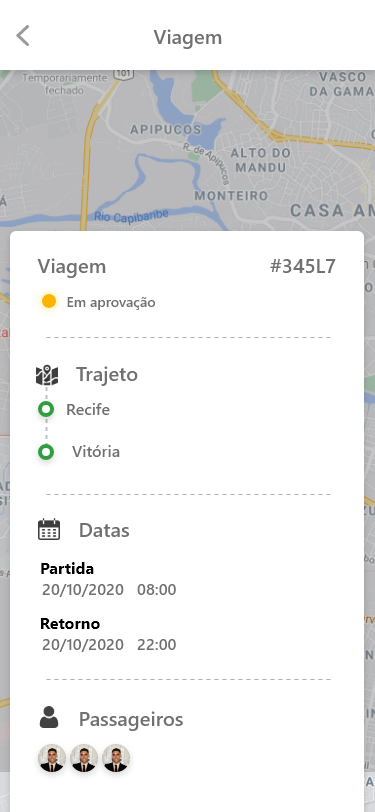 Viagem
Temporariamente
fechado
101
VASCO
DA GAMA
APIPUCOS
R. de Apipucos
ALTO DO
MANDU
MONTEIRO
CASA AM
Rio Capibaribe
Viagem #345L7
Em aprovação
Trajeto
Recife
Vitória
Datas
Partida
20/10/2020 08:00
Retorno
20/10/2020 22:00
Passageiros